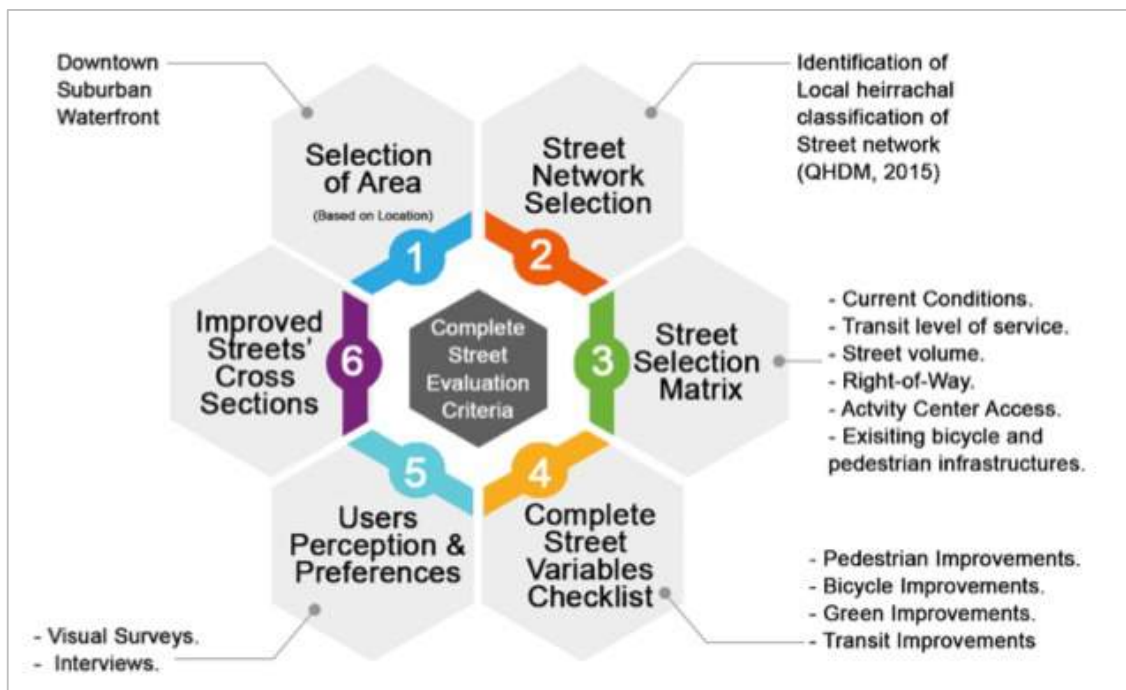 Downtown
Suburban
Waterfront
Selection
of Area
(Based on Location)
1
Street
Network
Selection
2
Identification of
Local heirrachal
classification of
Street network
(QHDM, 2015)
Street
Selection
Matrix
3
- Current Conditions.
- Transit level of service.
- Street volume.
- Right-of-Way.
- Actvity Center Access.
- Exisiting bicycle and
pedestrian infrastructures.
Complete
Street
Evaluation
Criteria
4
Complete
Street
Variables
Checklist
- Pedestrian Improvements.
- Bicycle Improvements.
- Green Improvements.
- Transit Improvements
5
Users
Perception &
Preferences
- Visual Surveys.
- Interviews.
6
Improved
Streets'
Cross
Sections